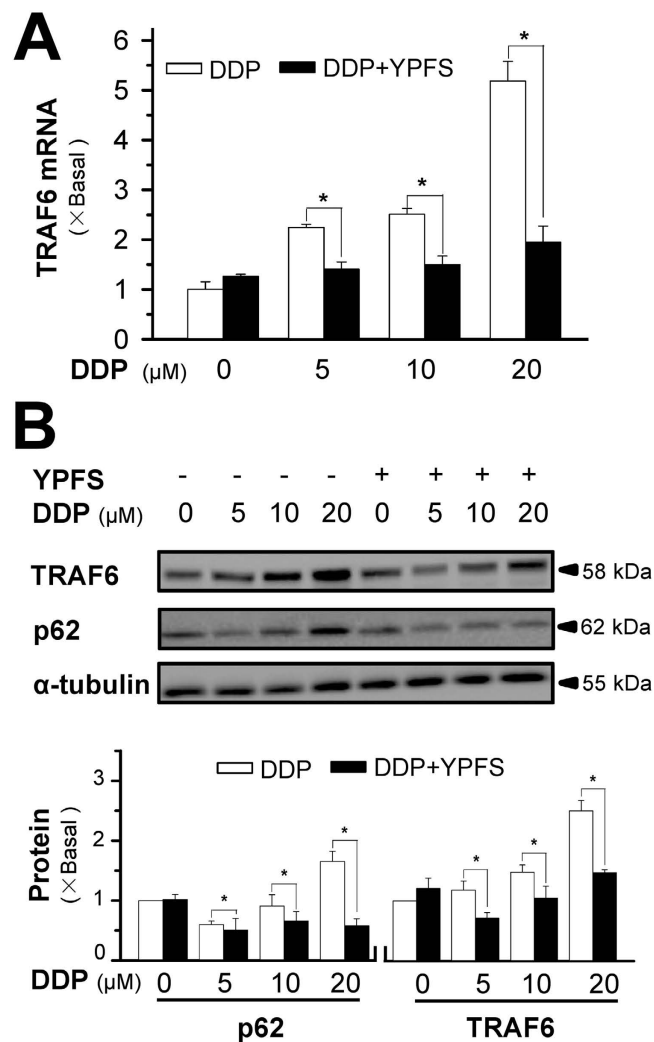 A
6
5
4
3
2
1
0
TRAF6 mRNA
(×Basal)
DDP DDP+YPFS
* * *
DDP (μM) 0 5 10 20
B
YPFS - - - - + + + +
DDP (μM) 0 5 10 20 0 5 10 20
TRAF6 58 kDa
p62 62 kDa
α-tubulin 55 kDa
3
2
1
0
Protein
(×Basal)
DDP DDP+YPFS
* * * * * *
DDP (μM) 0 5 10 20 0 5 10 20
p62 TRAF6